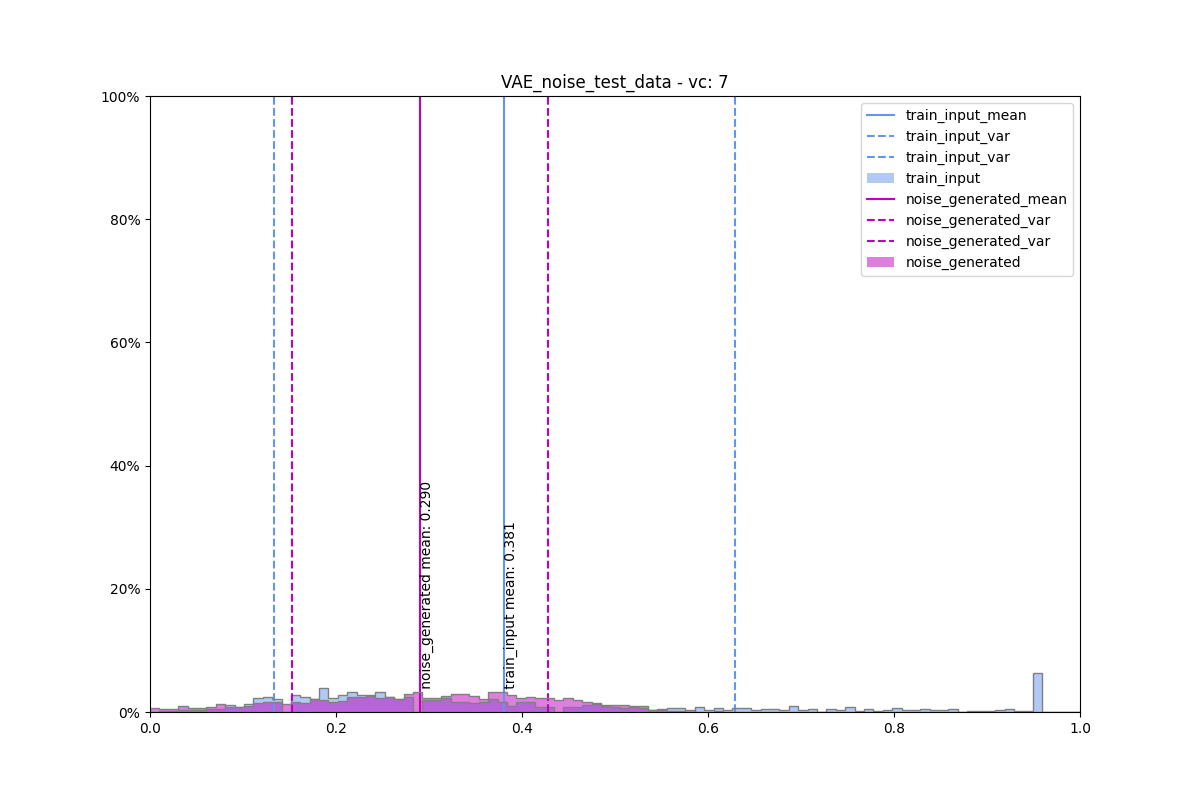 VAE_noise_test_data - vc: 7
100%
80%
60%
40%
20%
0%
train_input_mean
train_input_var
train_input_var
train_input
noise_generated_mean
noise_generated_var
noise_generated_var
noise_generated
noise_generated mean: 0.290
train_input mean: 0.381
0.0 0.2 0.4 0.6 0.8 1.0